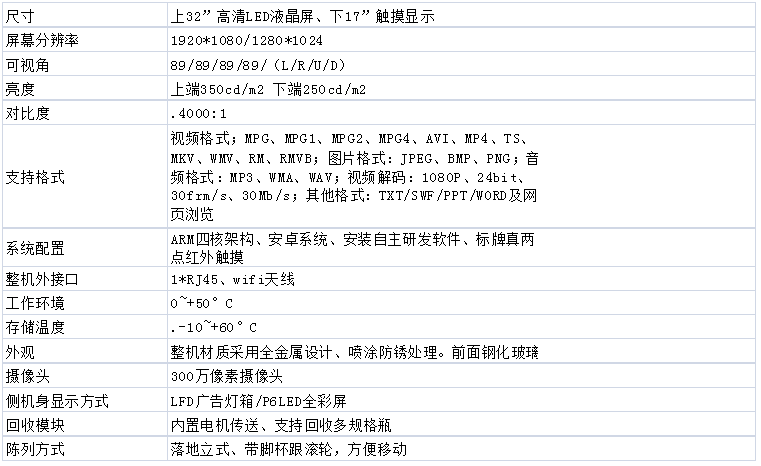 尺寸 上32”高清LED液晶屏、下17”触摸显示
屏幕分辨率 1920*1080/1280*1024
可视角 89/89/89/89/（L/R/U/D）
亮度 上端350cd/m2 下端250cd/m2
对比度 .4000:1
支持格式 视频格式；MPG、MPG1、MPG2、MPG4、AVI、MP4、TS、
MKV、WMV、RM、RMVB；图片格式：JPEG、BMP、PNG；音
频格式：MP3、WMA、WAV；视频解码：1080P、24bit、
30frm/s、30Mb/s；其他格式：TXT/SWF/PPT/WORD及网
页浏览
系统配置 ARM四核架构、安卓系统、安装自主研发软件、标牌真两
点红外触摸
整机外接口 1*RJ45、wifi天线
工作环境 0~+50°C
存储温度 .-10~+60°C
外观 整机材质采用全金属设计、喷涂防锈处理。前面钢化玻璃
摄像头 300万像素摄像头
侧机身显示方式 LFD广告灯箱/P6LED全彩屏
回收模块 内置电机传送、支持回收多规格瓶
阵列方式 落地立式、带脚杯跟滚轮，方便移动